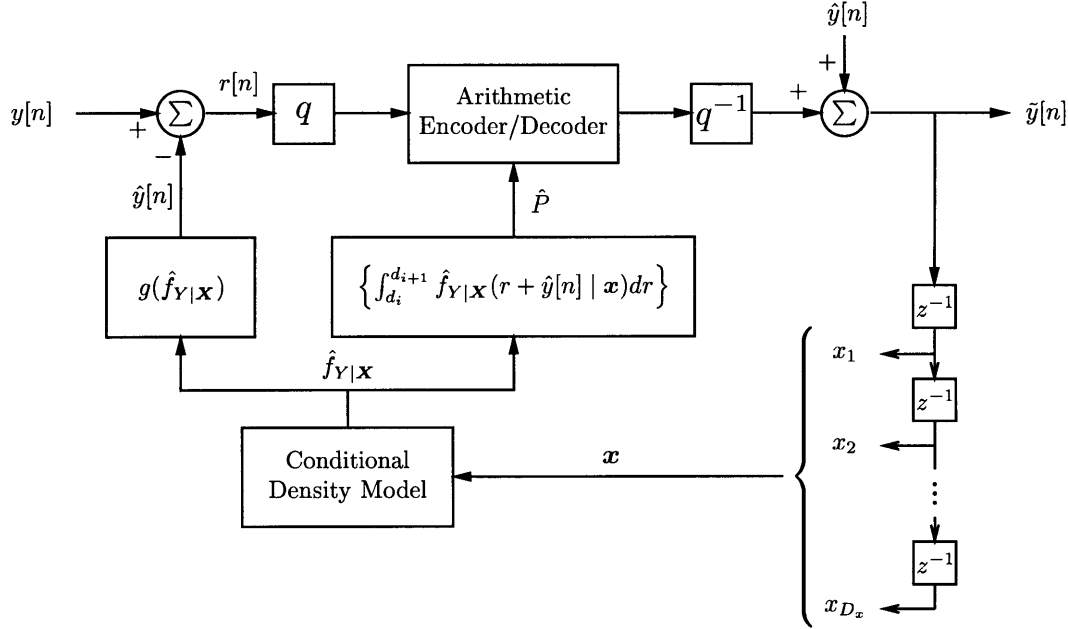 ŷ[n]
y[n]
+
Σ
−
r[n]
q
Arithmetic
Encoder/Decoder
q⁻¹
+
+
Σ
ỹ[n]
ŷ[n]
P̂
g(f̂_{Y|X})
{∫_{d_i}^{d_{i+1}} f̂_{Y|X}(r + ŷ[n] | x)dr}
z⁻¹
f̂_{Y|X}
x₁
z⁻¹
x₂
Conditional
Density Model
x
⋮
z⁻¹
x_{D_x}